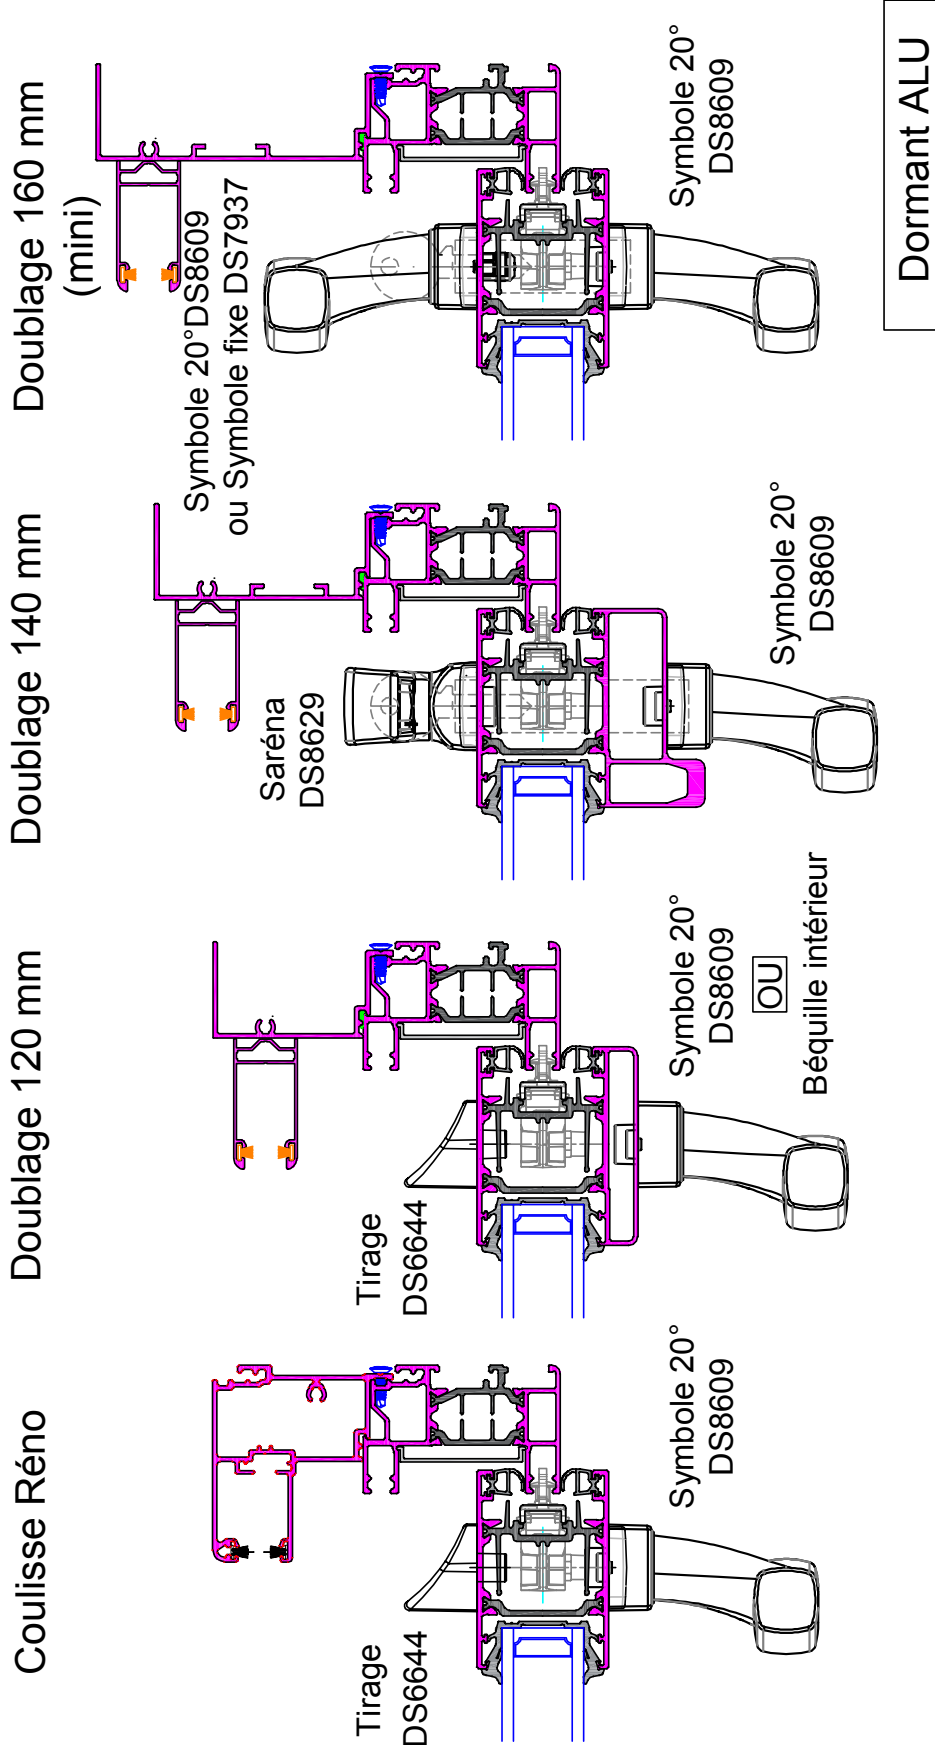 Coulisse Réno
Tirage
DS6644
Symbole 20°
DS8609
Doublage 120 mm
Tirage
DS6644
Symbole 20°
DS8609
OU
Béquille intérieur
Doublage 140 mm
Saréna
DS8629
Symbole 20°
DS8609
Doublage 160 mm
(mini)
Symbole 20°DS8609
ou Symbole fixe DS7937
Symbole 20°
DS8609
Dormant ALU